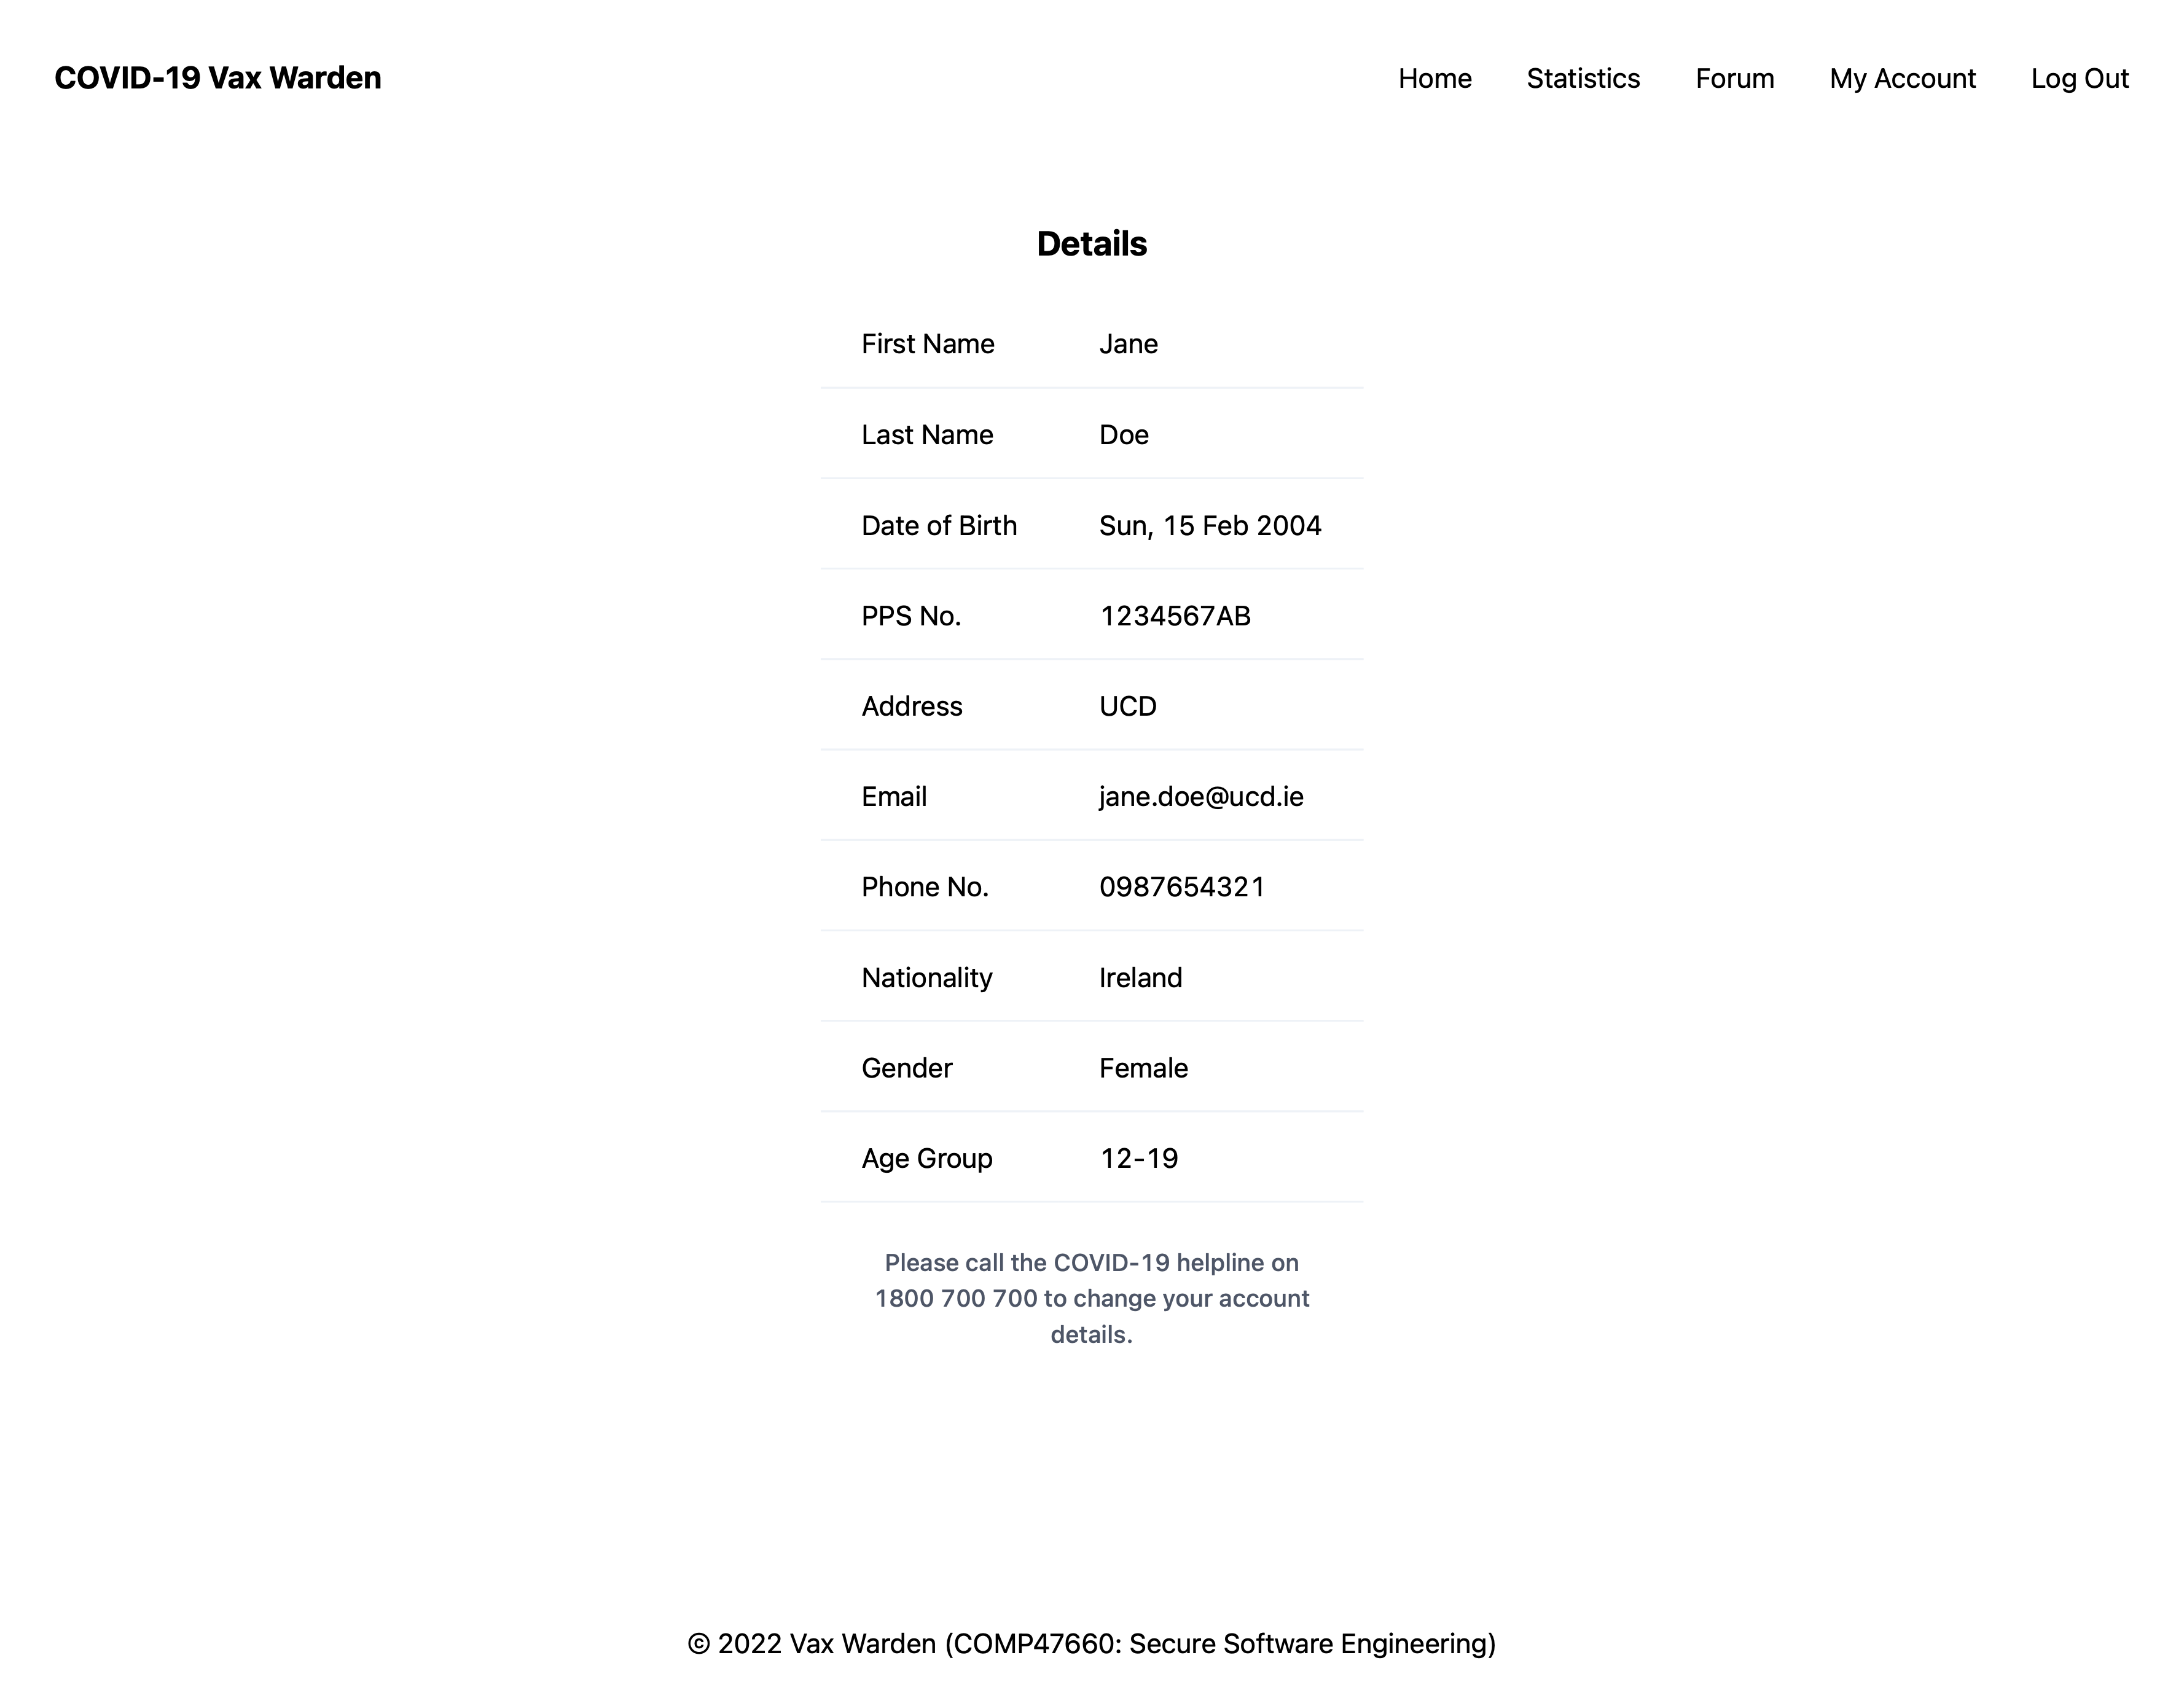 COVID-19 Vax Warden
Home Statistics Forum My Account Log Out
Details
First Name Jane
Last Name Doe
Date of Birth Sun, 15 Feb 2004
PPS No. 1234567AB
Address UCD
Email jane.doe@ucd.ie
Phone No. 0987654321
Nationality Ireland
Gender Female
Age Group 12-19
Please call the COVID-19 helpline on
1800 700 700 to change your account
details.
© 2022 Vax Warden (COMP47660: Secure Software Engineering)